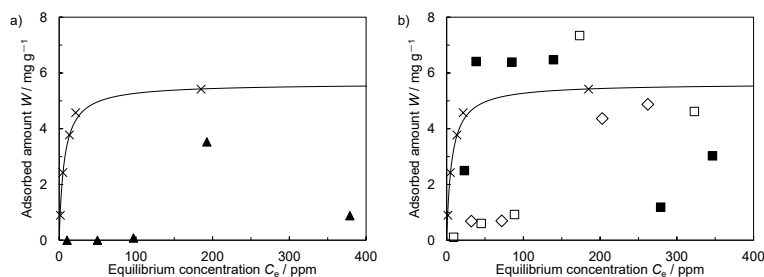 a)
Adsorbed amount W / mg g⁻¹
8
6
4
2
0
0 100 200 300 400
Equilibrium concentration Cₑ / ppm
b)
Adsorbed amount W / mg g⁻¹
8
6
4
2
0
0 100 200 300 400
Equilibrium concentration Cₑ / ppm